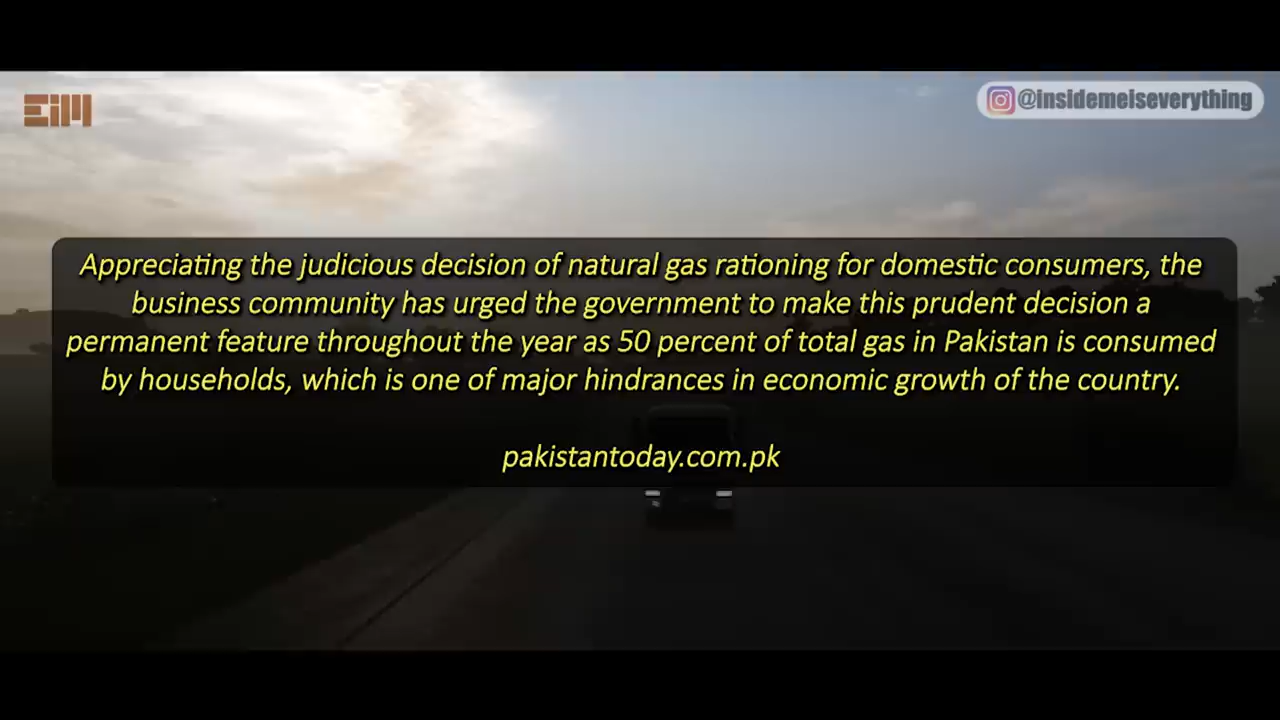 EiM
@insidemeiseverything
Appreciating the judicious decision of natural gas rationing for domestic consumers, the
business community has urged the government to make this prudent decision a
permanent feature throughout the year as 50 percent of total gas in Pakistan is consumed
by households, which is one of major hindrances in economic growth of the country.
pakistantoday.com.pk